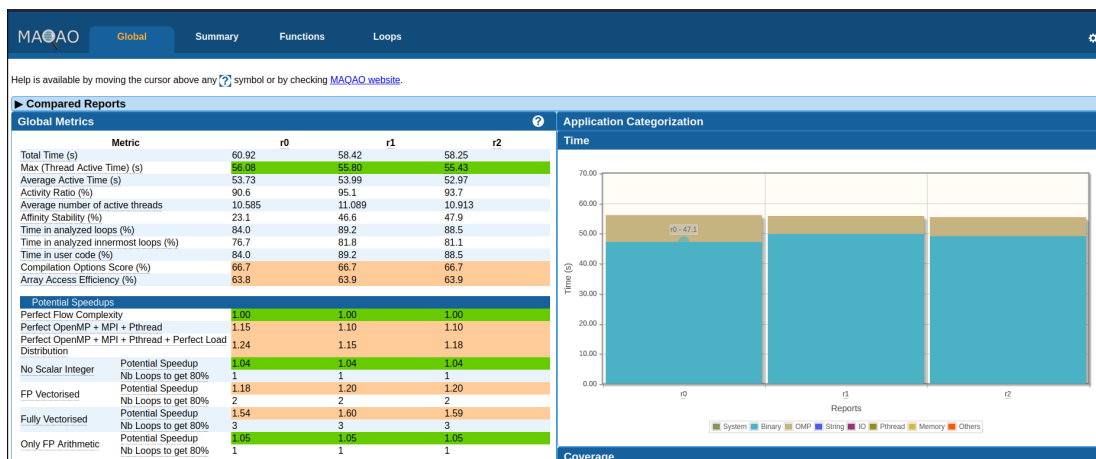 MAQAO Global Summary Functions Loops
Help is available by moving the cursor above any ? symbol or by checking MAQAO website.
▶ Compared Reports
Global Metrics ?
Metric r0 r1 r2
Total Time (s) 60.92 58.42 58.25
Max (Thread Active Time) (s) 56.08 55.80 55.43
Average Active Time (s) 53.73 53.99 52.97
Activity Ratio (%) 90.6 95.1 93.7
Average number of active threads 10.585 11.089 10.913
Affinity Stability (%) 23.1 46.6 47.9
Time in analyzed loops (%) 84.0 89.2 88.5
Time in analyzed innermost loops (%) 76.7 81.8 81.1
Time in user code (%) 84.0 89.2 88.5
Compilation Options Score (%) 66.7 66.7 66.7
Array Access Efficiency (%) 63.8 63.9 63.9
Potential Speedups
Perfect Flow Complexity 1.00 1.00 1.00
Perfect OpenMP + MPI + Pthread 1.15 1.10 1.10
Perfect OpenMP + MPI + Pthread + Perfect Load
Distribution 1.24 1.15 1.18
No Scalar Integer Potential Speedup 1.04 1.04 1.04
Nb Loops to get 80% 1 1 1
FP Vectorised Potential Speedup 1.18 1.20 1.20
Nb Loops to get 80% 2 2 2
Fully Vectorised Potential Speedup 1.54 1.60 1.59
Nb Loops to get 80% 3 3 3
Only FP Arithmetic Potential Speedup 1.05 1.05 1.05
Nb Loops to get 80% 1 1 1
Application Categorization
Time
70.00
60.00
r0 - 47.1
50.00
40.00
Time (s)
30.00
20.00
10.00
0.00
r0 r1 r2
Reports
System Binary OMP String IO Pthread Memory Others
Coverage